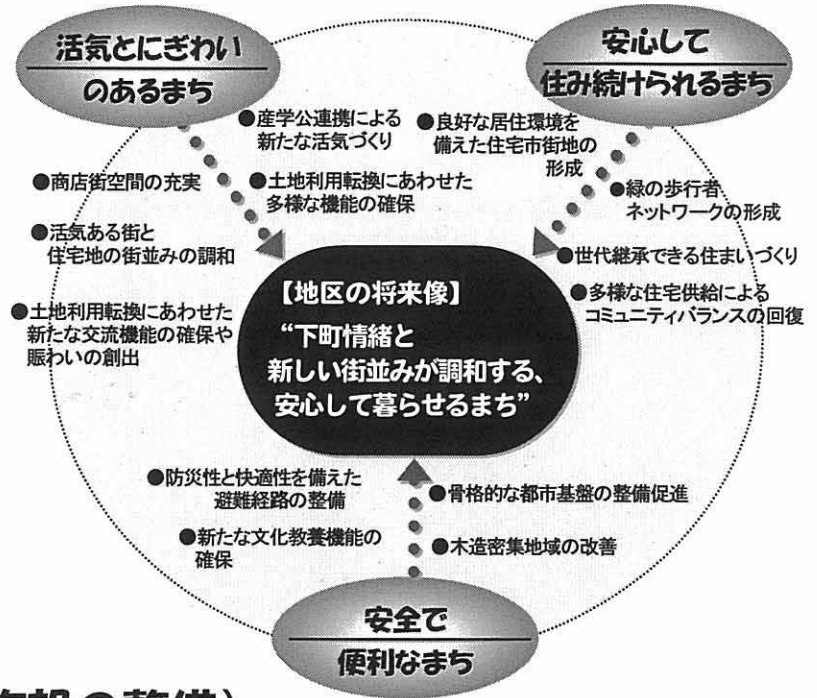 活気とにぎわい
のあるまち
安心して
住み続けられるまち
●産学公連携による
新たな活気づくり
●良好な居住環境を
備えた住宅市街地の
形成
●商店街空間の充実
●土地利用転換にあわせた
多様な機能の確保
●緑の歩行者
ネットワークの形成
●活気ある街と
住宅地の街並みの調和
●世代継承できる住まいづくり
●土地利用転換にあわせた
新たな交流機能の確保や
賑わいの創出
●多様な住宅供給による
コミュニティバランスの回復
【地区の将来像】
“下町情緒と
新しい街並みが調和する、
安心して暮らせるまち”
●防災性と快適性を備えた
避難経路の整備
●骨格的な都市基盤の整備促進
●新たな文化教養機能の
確保
●木造密集地域の改善
安全で
便利なまち